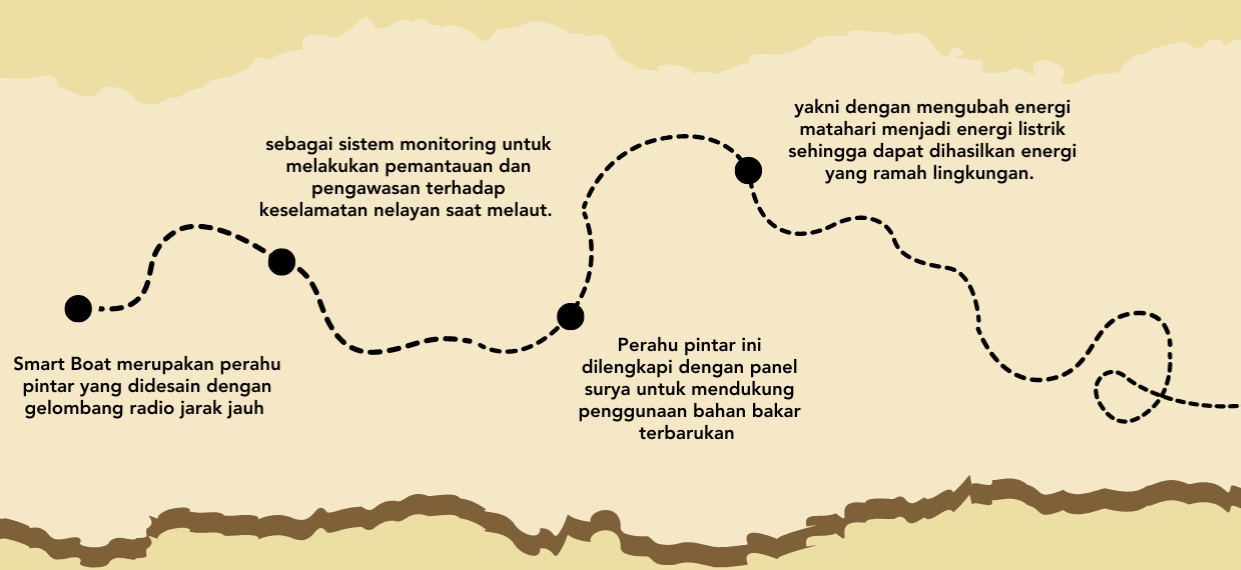 Smart Boat merupakan perahu
pintar yang didesain dengan
gelombang radio jarak jauh
sebagai sistem monitoring untuk
melakukan pemantauan dan
pengawasan terhadap
keselamatan nelayan saat melaut.
Perahu pintar ini
dilengkapi dengan panel
surya untuk mendukung
penggunaan bahan bakar
terbarukan
yakni dengan mengubah energi
matahari menjadi energi listrik
sehingga dapat dihasilkan energi
yang ramah lingkungan.